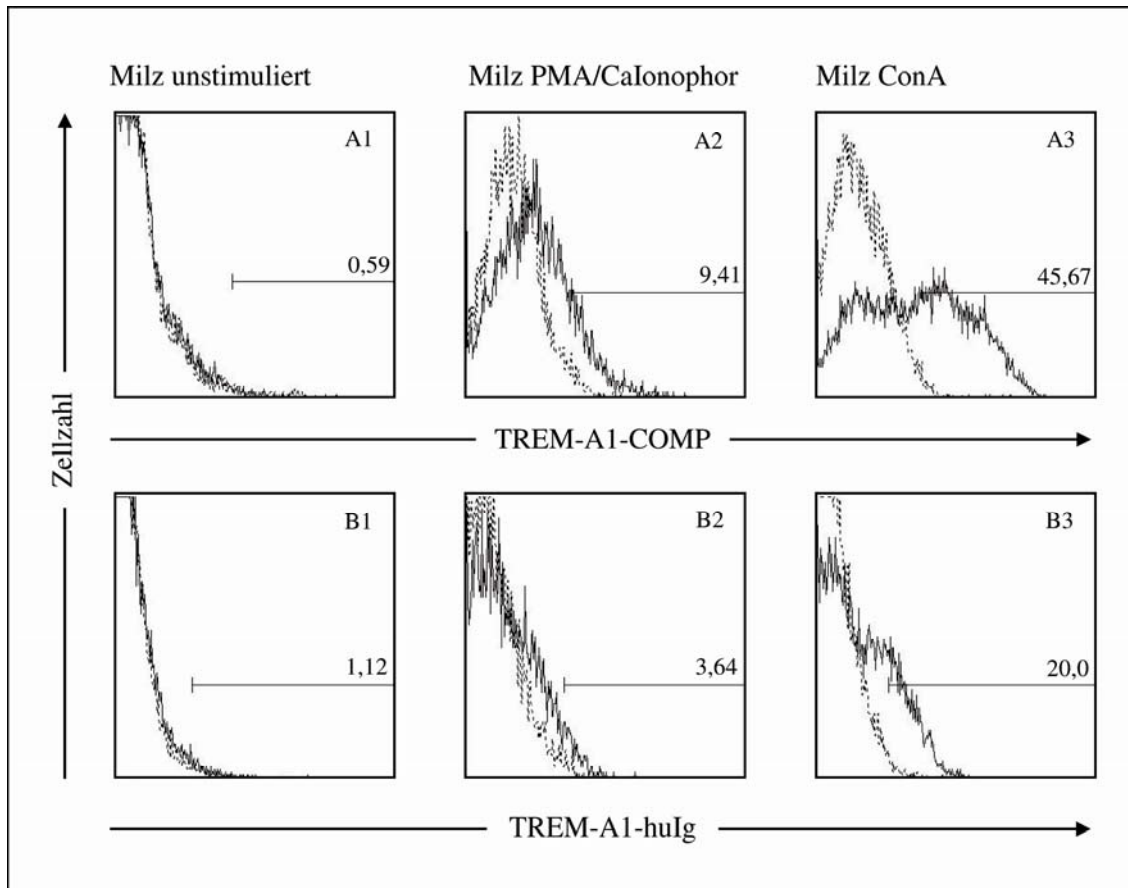 Milz unstimuliert
Milz PMA/CaIonophor
Milz ConA
A1
A2
A3
0,59
9,41
45,67
TREM-A1-COMP
Zellzahl
B1
B2
B3
1,12
3,64
20,0
TREM-A1-huIg